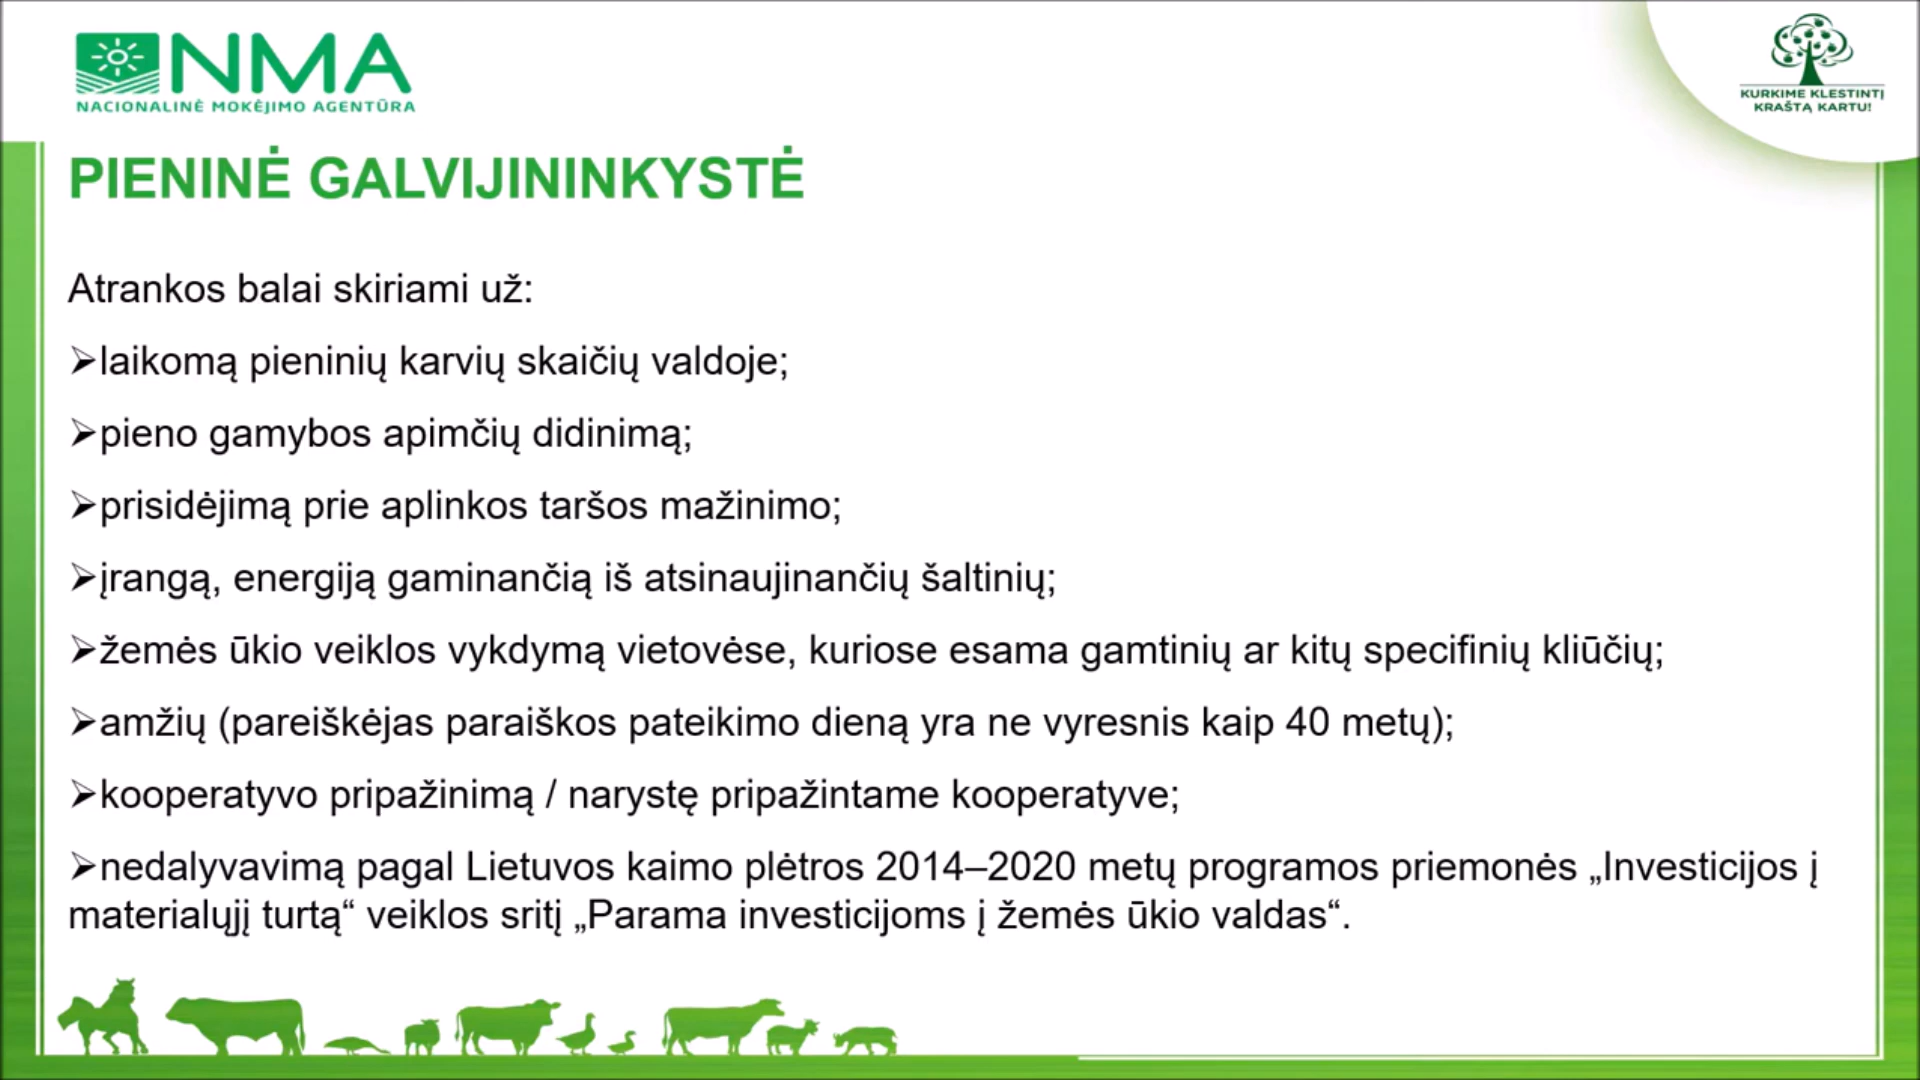 NMA
NACIONALINĖ MOKĖJIMO AGENTŪRA
KURKIME KLESTINTĮ
KRAŠTĄ KARTU!
PIENINĖ GALVIJININKYSTĖ
Atrankos balai skiriami už:
➢laikomą pieninių karvių skaičių valdoje;
➢pieno gamybos apimčių didinimą;
➢prisidėjimą prie aplinkos taršos mažinimo;
➢įrangą, energiją gaminančią iš atsinaujinančių šaltinių;
➢žemės ūkio veiklos vykdymą vietovėse, kuriose esama gamtinių ar kitų specifinių kliūčių;
➢amžių (pareiškėjas paraiškos pateikimo dieną yra ne vyresnis kaip 40 metų);
➢kooperatyvo pripažinimą / narystę pripažintame kooperatyve;
➢nedalyvavimą pagal Lietuvos kaimo plėtros 2014–2020 metų programos priemonės „Investicijos į
materialųjį turtą“ veiklos sritį „Parama investicijoms į žemės ūkio valdas“.